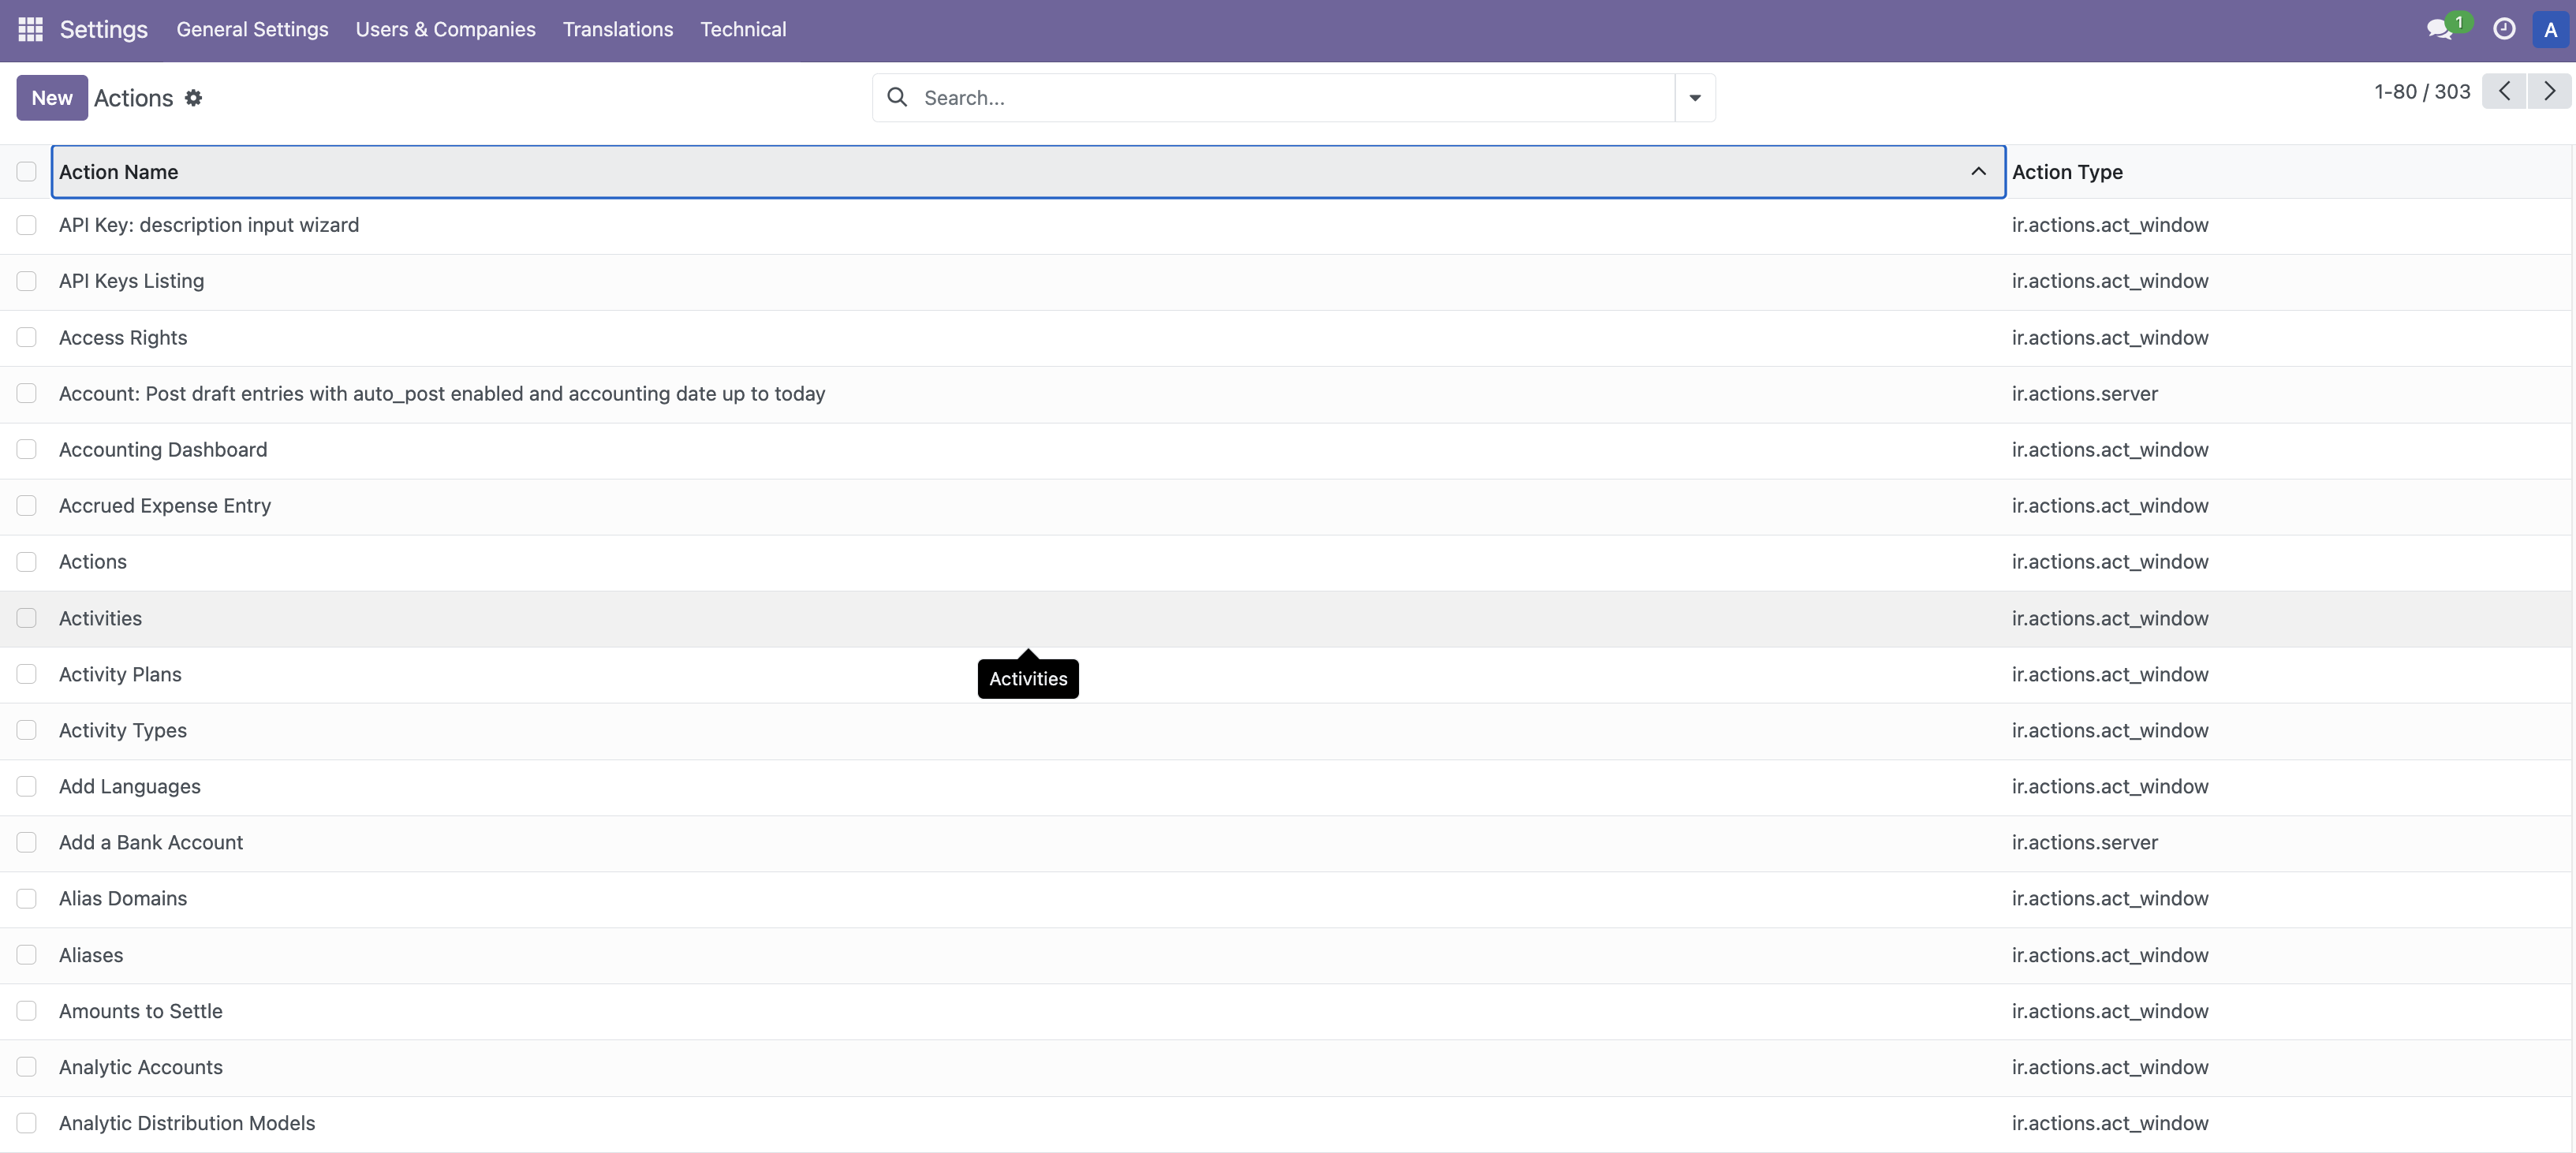 Settings General Settings Users & Companies Translations Technical 1 A
New Actions Search... 1-80 / 303
Action Name Action Type
API Key: description input wizard ir.actions.act_window
API Keys Listing ir.actions.act_window
Access Rights ir.actions.act_window
Account: Post draft entries with auto_post enabled and accounting date up to today ir.actions.server
Accounting Dashboard ir.actions.act_window
Accrued Expense Entry ir.actions.act_window
Actions ir.actions.act_window
Activities ir.actions.act_window
Activity Plans Activities ir.actions.act_window
Activity Types ir.actions.act_window
Add Languages ir.actions.act_window
Add a Bank Account ir.actions.server
Alias Domains ir.actions.act_window
Aliases ir.actions.act_window
Amounts to Settle ir.actions.act_window
Analytic Accounts ir.actions.act_window
Analytic Distribution Models ir.actions.act_window